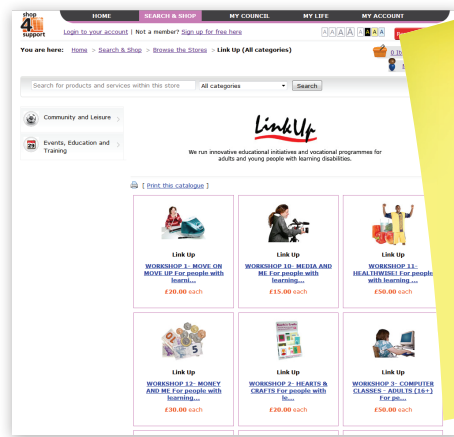 shop
4
support
HOME
SEARCH & SHOP
MY COUNCIL
MY LIFE
MY ACCOUNT
Login to your account | Not a member? Sign up for free here
A A A A A A A A
You are here: Home > Search & Shop > Browse the Stores > Link Up (All categories)
Search for products and services within this store
All categories
Search
Community and Leisure
Events, Education and
Training
LinkUp
We run innovative educational initiatives and vocational programmes for
adults and young people with learning disabilities.
[ Print this catalogue ]
Link Up
WORKSHOP 1- MOVE ON
MOVE UP For people with
learni...
£20.00 each
Link Up
WORKSHOP 10- MEDIA AND
ME For people with
learning...
£15.00 each
Link Up
WORKSHOP 11-
HEALTHWISE! For people
with learning ...
£50.00 each
Link Up
WORKSHOP 12- MONEY
AND ME For people with
learning...
£30.00 each
Link Up
WORKSHOP 2- HEARTS &
CRAFTS For people with
le...
£20.00 each
Link Up
WORKSHOP 3- COMPUTER
CLASSES - ADULTS (16+)
For pe...
£50.00 each